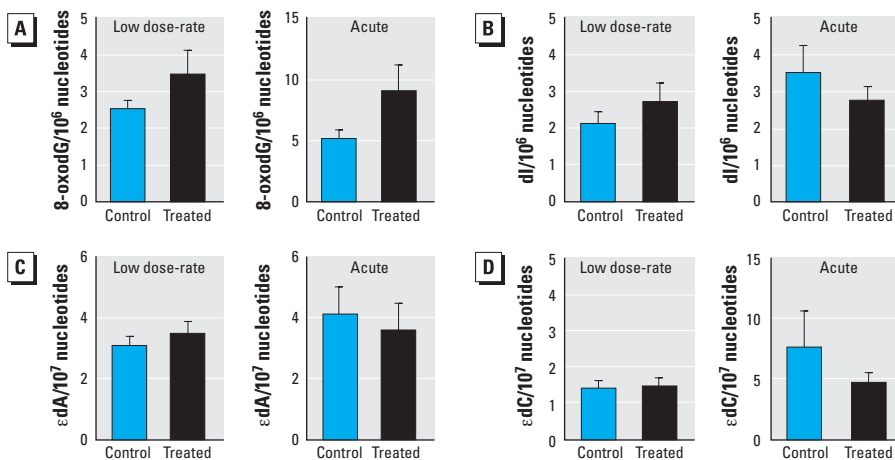 A
Low dose-rate
8-oxodG/10⁶ nucleotides
5
4
3
2
1
0
Control Treated
Acute
8-oxodG/10⁶ nucleotides
15
10
5
0
Control Treated
B
Low dose-rate
dI/10⁶ nucleotides
5
4
3
2
1
0
Control Treated
Acute
dI/10⁶ nucleotides
5
4
3
2
1
0
Control Treated
C
Low dose-rate
εdA/10⁷ nucleotides
6
4
2
0
Control Treated
Acute
εdA/10⁷ nucleotides
6
4
2
0
Control Treated
D
Low dose-rate
εdC/10⁷ nucleotides
5
4
3
2
1
0
Control Treated
Acute
εdC/10⁷ nucleotides
15
10
5
0
Control Treated